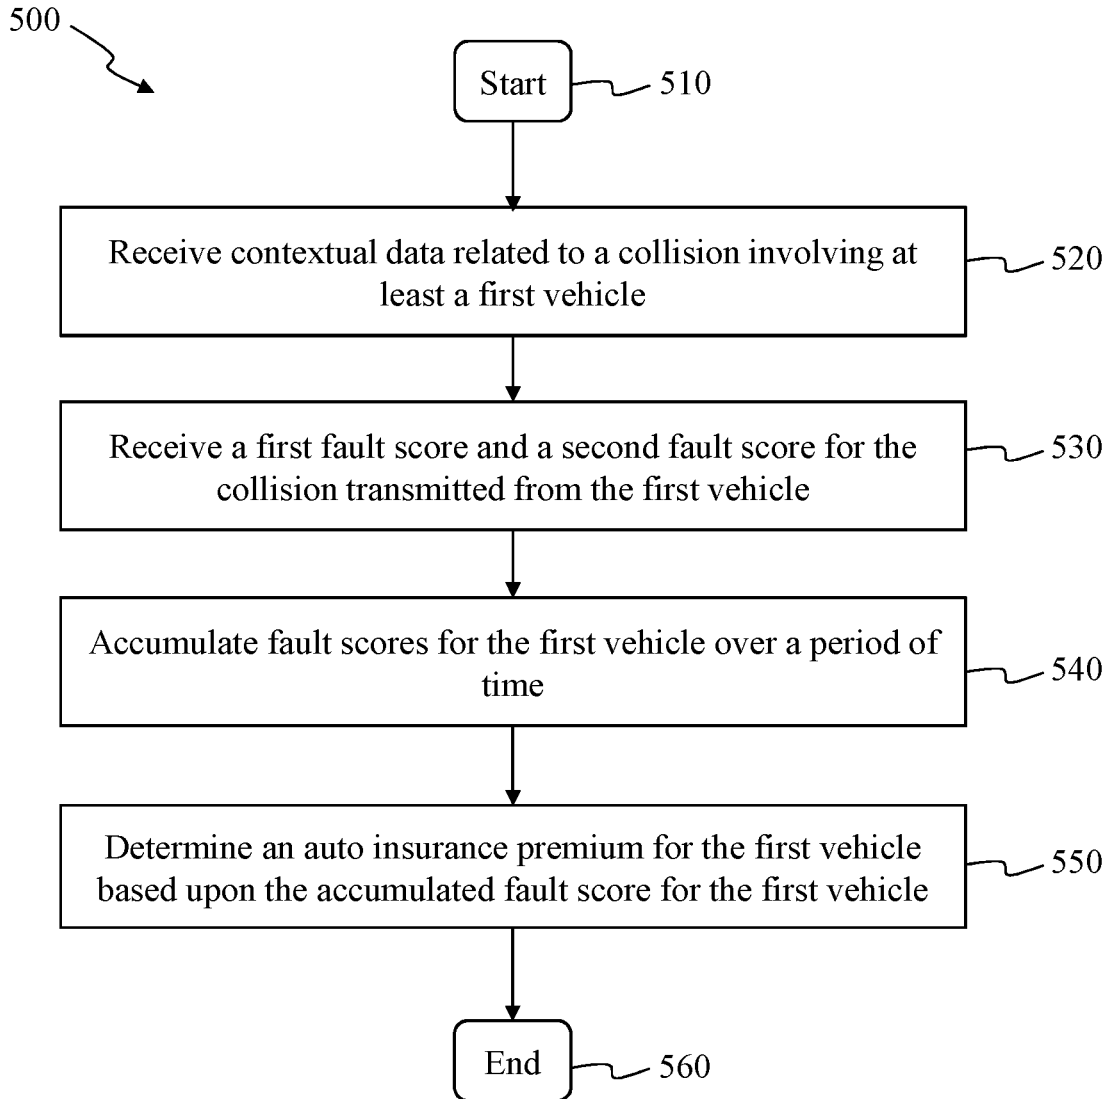 500
Start
510
Receive contextual data related to a collision involving at
least a first vehicle
520
Receive a first fault score and a second fault score for the
collision transmitted from the first vehicle
530
Accumulate fault scores for the first vehicle over a period of
time
540
Determine an auto insurance premium for the first vehicle
based upon the accumulated fault score for the first vehicle
550
End
560